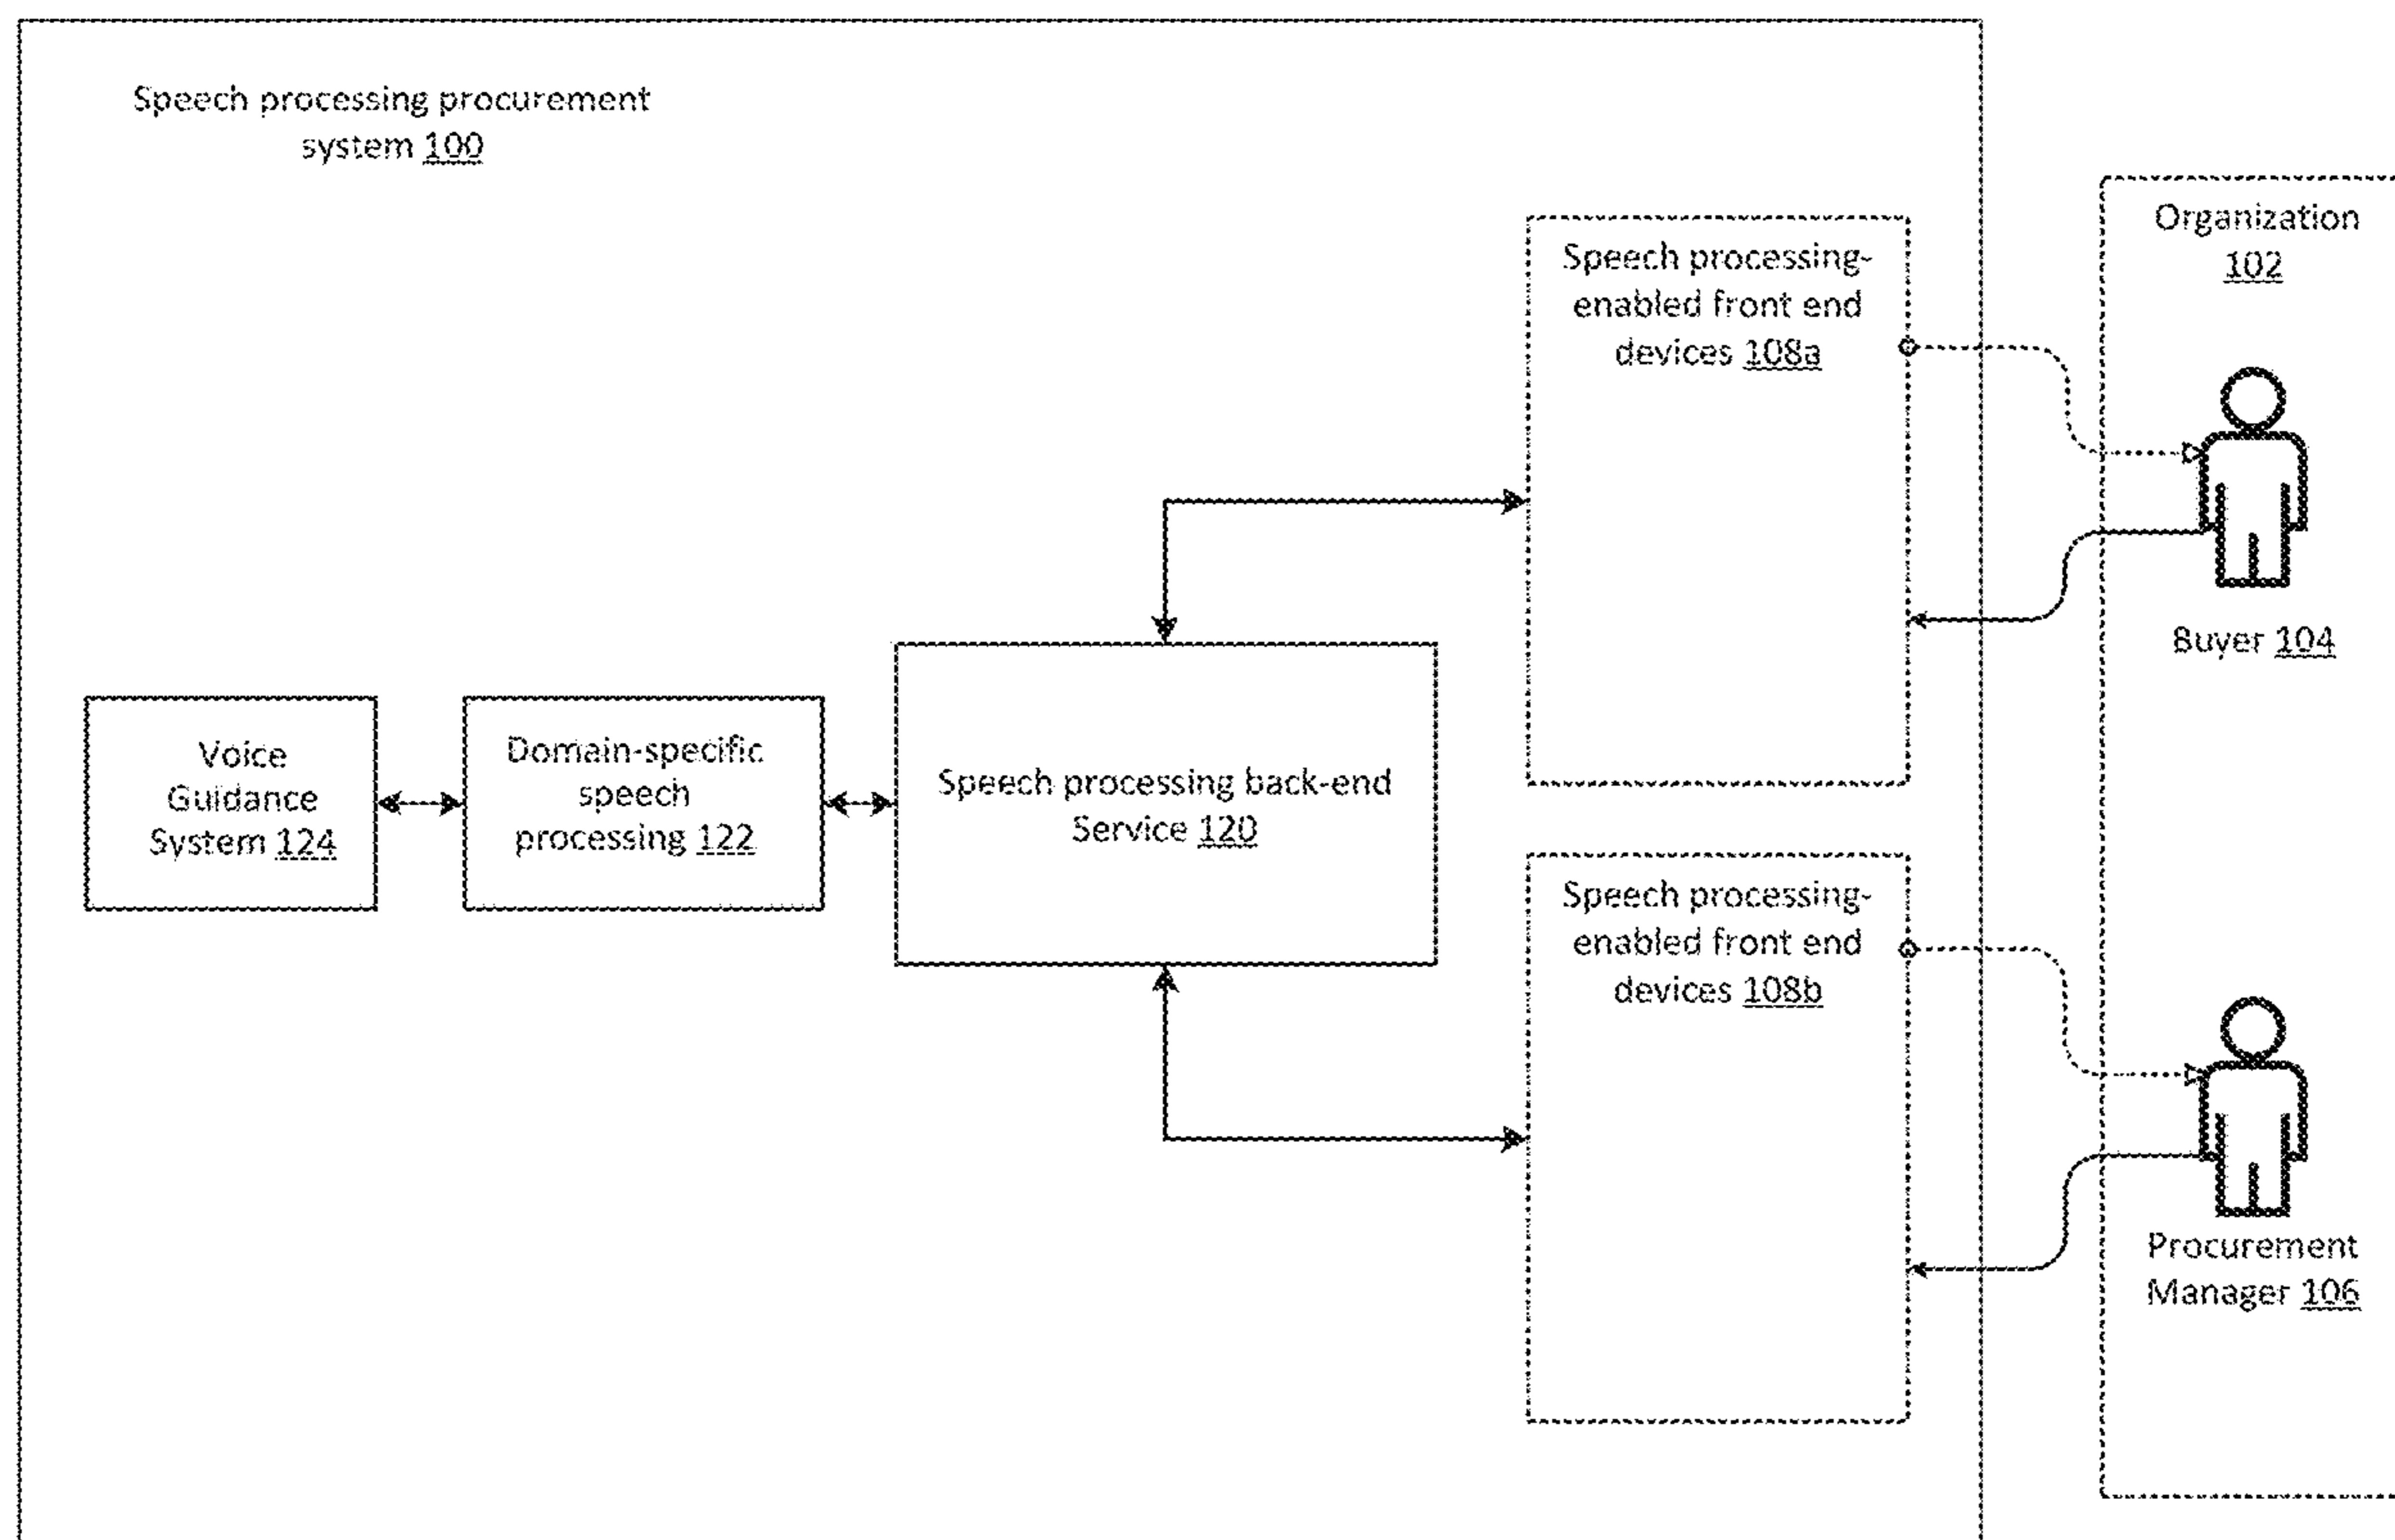 Speech processing procurement
system 100
Organization
102
Speech processing-
enabled front end
devices 108a
Buyer 104
Voice
Guidance
System 124
Domain-specific
speech
processing 122
Speech processing back-end
Service 120
Speech processing-
enabled front end
devices 108b
Procurement
Manager 106